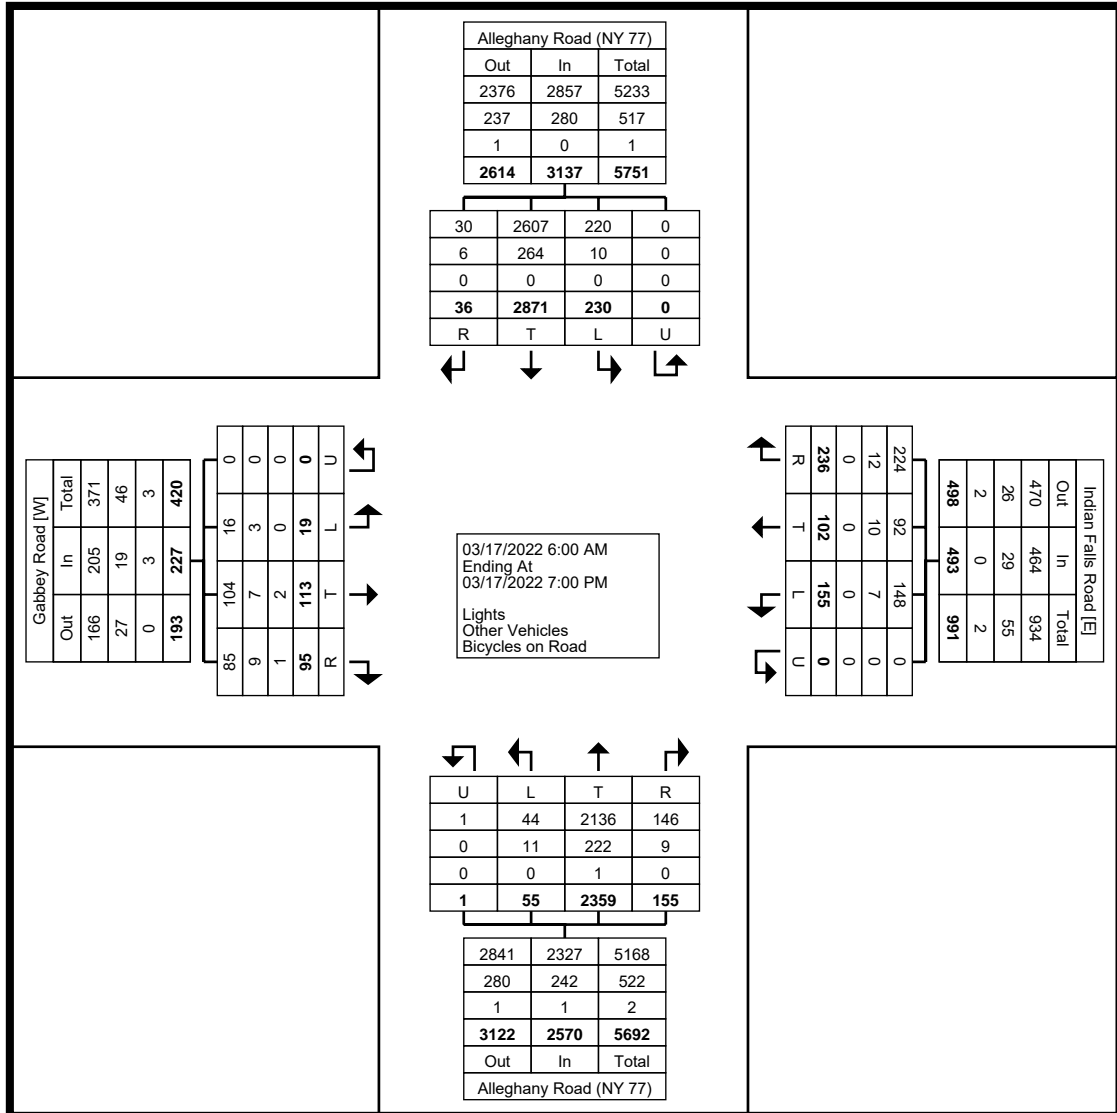 Alleghany Road (NY 77)
Out In Total
2376 2857 5233
237 280 517
1 0 1
2614 3137 5751
30 2607 220 0
6 264 10 0
0 0 0 0
36 2871 230 0
R T L U
Gabbey Road [W]
Total In Out
371 205 166
46 19 27
3 3 0
420 227 193
0 16 104 85
0 3 7 9
0 0 2 1
0 19 113 95
U L T R
03/17/2022 6:00 AM
Ending At
03/17/2022 7:00 PM
Lights
Other Vehicles
Bicycles on Road
R T L U
236 102 155 0
0 0 0 0
12 10 7 0
224 92 148 0
Indian Falls Road [E]
Out In Total
470 464 934
26 29 55
2 0 2
498 493 991
U L T R
1 44 2136 146
0 11 222 9
0 0 1 0
1 55 2359 155
2841 2327 5168
280 242 522
1 1 2
3122 2570 5692
Out In Total
Alleghany Road (NY 77)